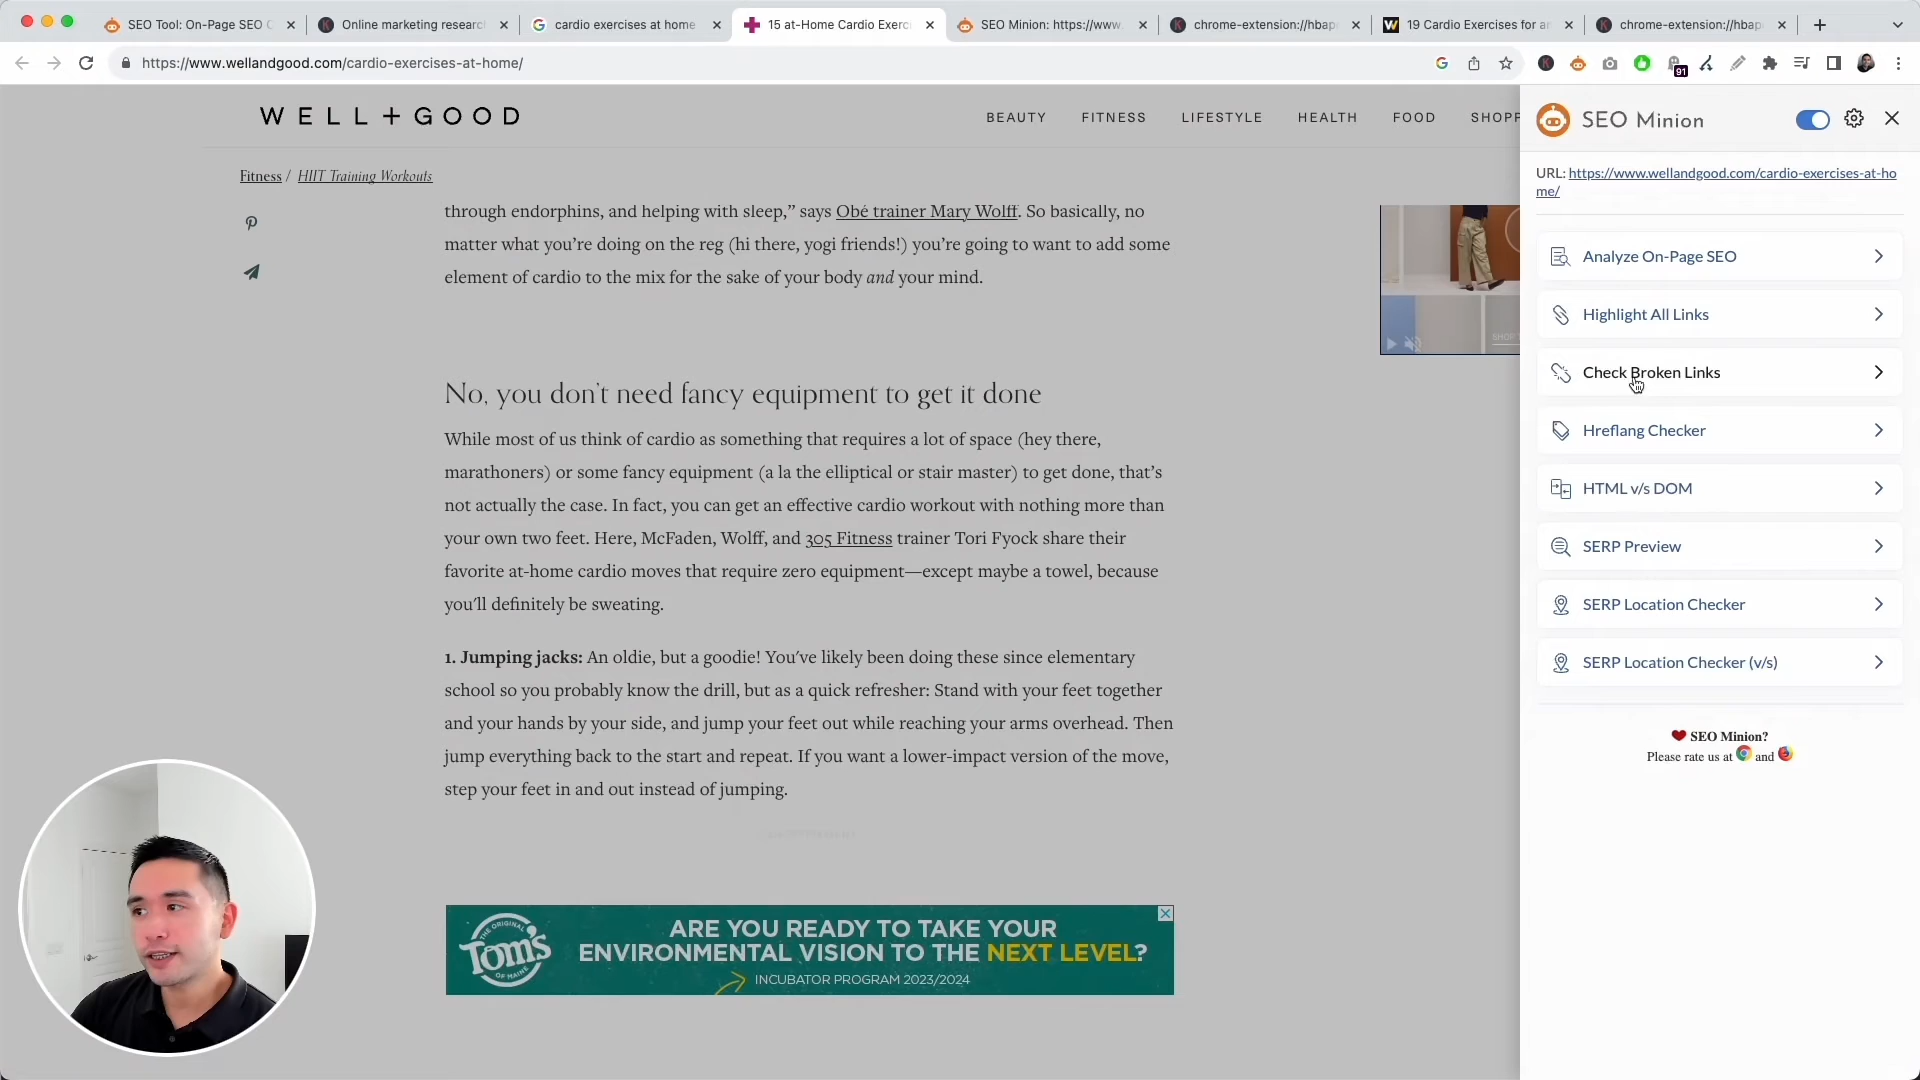 SEO Tool: On-Page SEO C
Online marketing research
cardio exercises at home
15 at-Home Cardio Exerci
SEO Minion: https://www.
chrome-extension://hbap
19 Cardio Exercises for an
chrome-extension://hbap
https://www.wellandgood.com/cardio-exercises-at-home/
91
WELL+GOOD
BEAUTY
FITNESS
LIFESTYLE
HEALTH
FOOD
SHOPP
Fitness / HIIT Training Workouts
through endorphins, and helping with sleep,” says Obé trainer Mary Wolff. So basically, no
matter what you’re doing on the reg (hi there, yogi friends!) you’re going to want to add some
element of cardio to the mix for the sake of your body and your mind.
No, you don’t need fancy equipment to get it done
While most of us think of cardio as something that requires a lot of space (hey there,
marathoners) or some fancy equipment (a la the elliptical or stair master) to get done, that’s
not actually the case. In fact, you can get an effective cardio workout with nothing more than
your own two feet. Here, McFaden, Wolff, and 305 Fitness trainer Tori Fyock share their
favorite at-home cardio moves that require zero equipment—except maybe a towel, because
you’ll definitely be sweating.
1. Jumping jacks: An oldie, but a goodie! You’ve likely been doing these since elementary
school so you probably know the drill, but as a quick refresher: Stand with your feet together
and your hands by your side, and jump your feet out while reaching your arms overhead. Then
jump everything back to the start and repeat. If you want a lower-impact version of the move,
step your feet in and out instead of jumping.
ADVERTISEMENT
THE ORIGINAL
Tom's
OF MAINE
ARE YOU READY TO TAKE YOUR
ENVIRONMENTAL VISION TO THE NEXT LEVEL?
INCUBATOR PROGRAM 2023/2024
SEO Minion
URL: https://www.wellandgood.com/cardio-exercises-at-ho
me/
Analyze On-Page SEO
Highlight All Links
Check Broken Links
Hreflang Checker
HTML v/s DOM
SERP Preview
SERP Location Checker
SERP Location Checker (v/s)
SEO Minion?
Please rate us at and